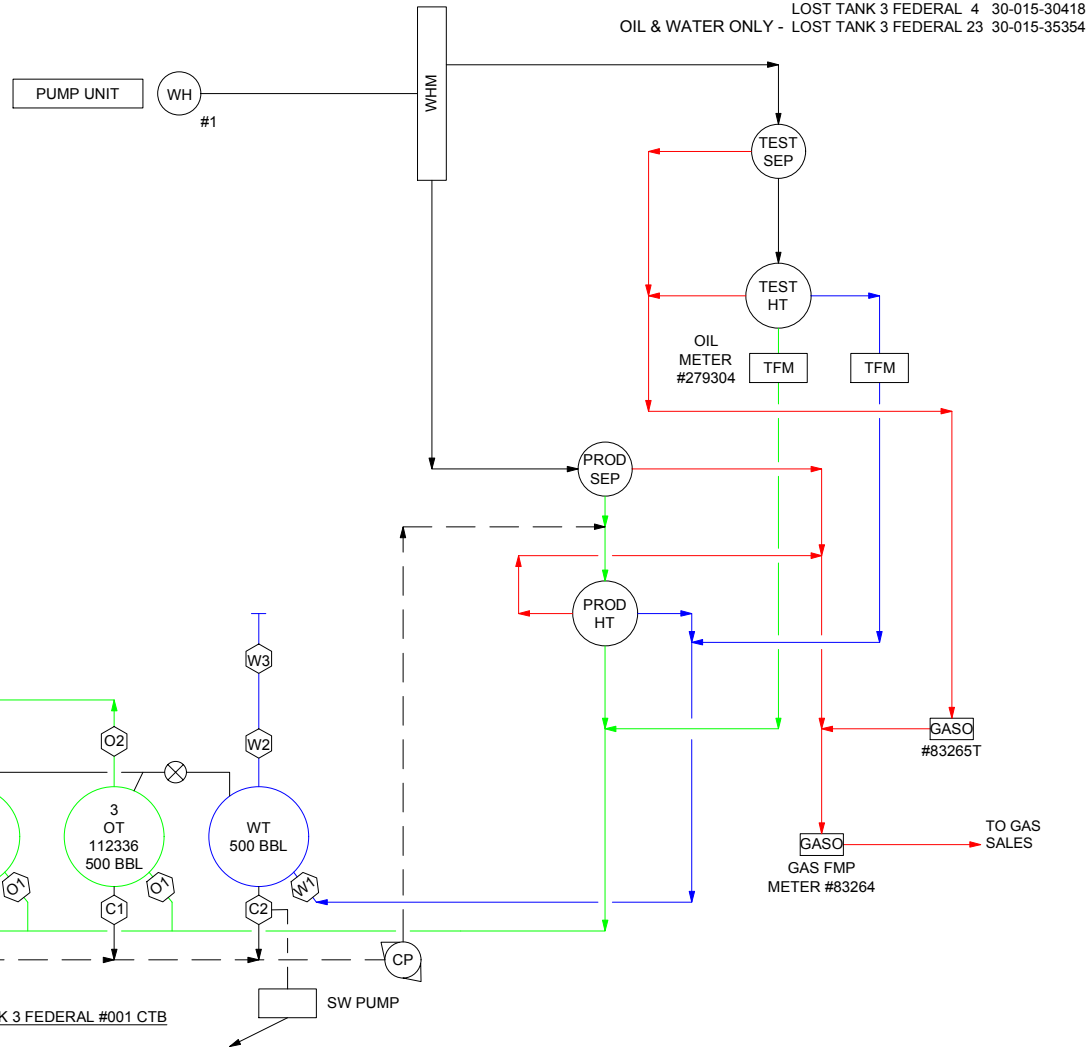 LOST TANK 3 FEDERAL 4 30-015-30418
OIL & WATER ONLY - LOST TANK 3 FEDERAL 23 30-015-35354
PUMP UNIT
WH
#1
WHM
TEST
SEP
TEST
HT
OIL
METER
#279304
TFM
TFM
PROD
SEP
PROD
HT
W3
O2
W2
GASO
#83265T
3
OT
112336
500 BBL
WT
500 BBL
GASO
GAS FMP
METER #83264
TO GAS
SALES
O1
O1
W1
C1
C2
CP
SW PUMP
K 3 FEDERAL #001 CTB